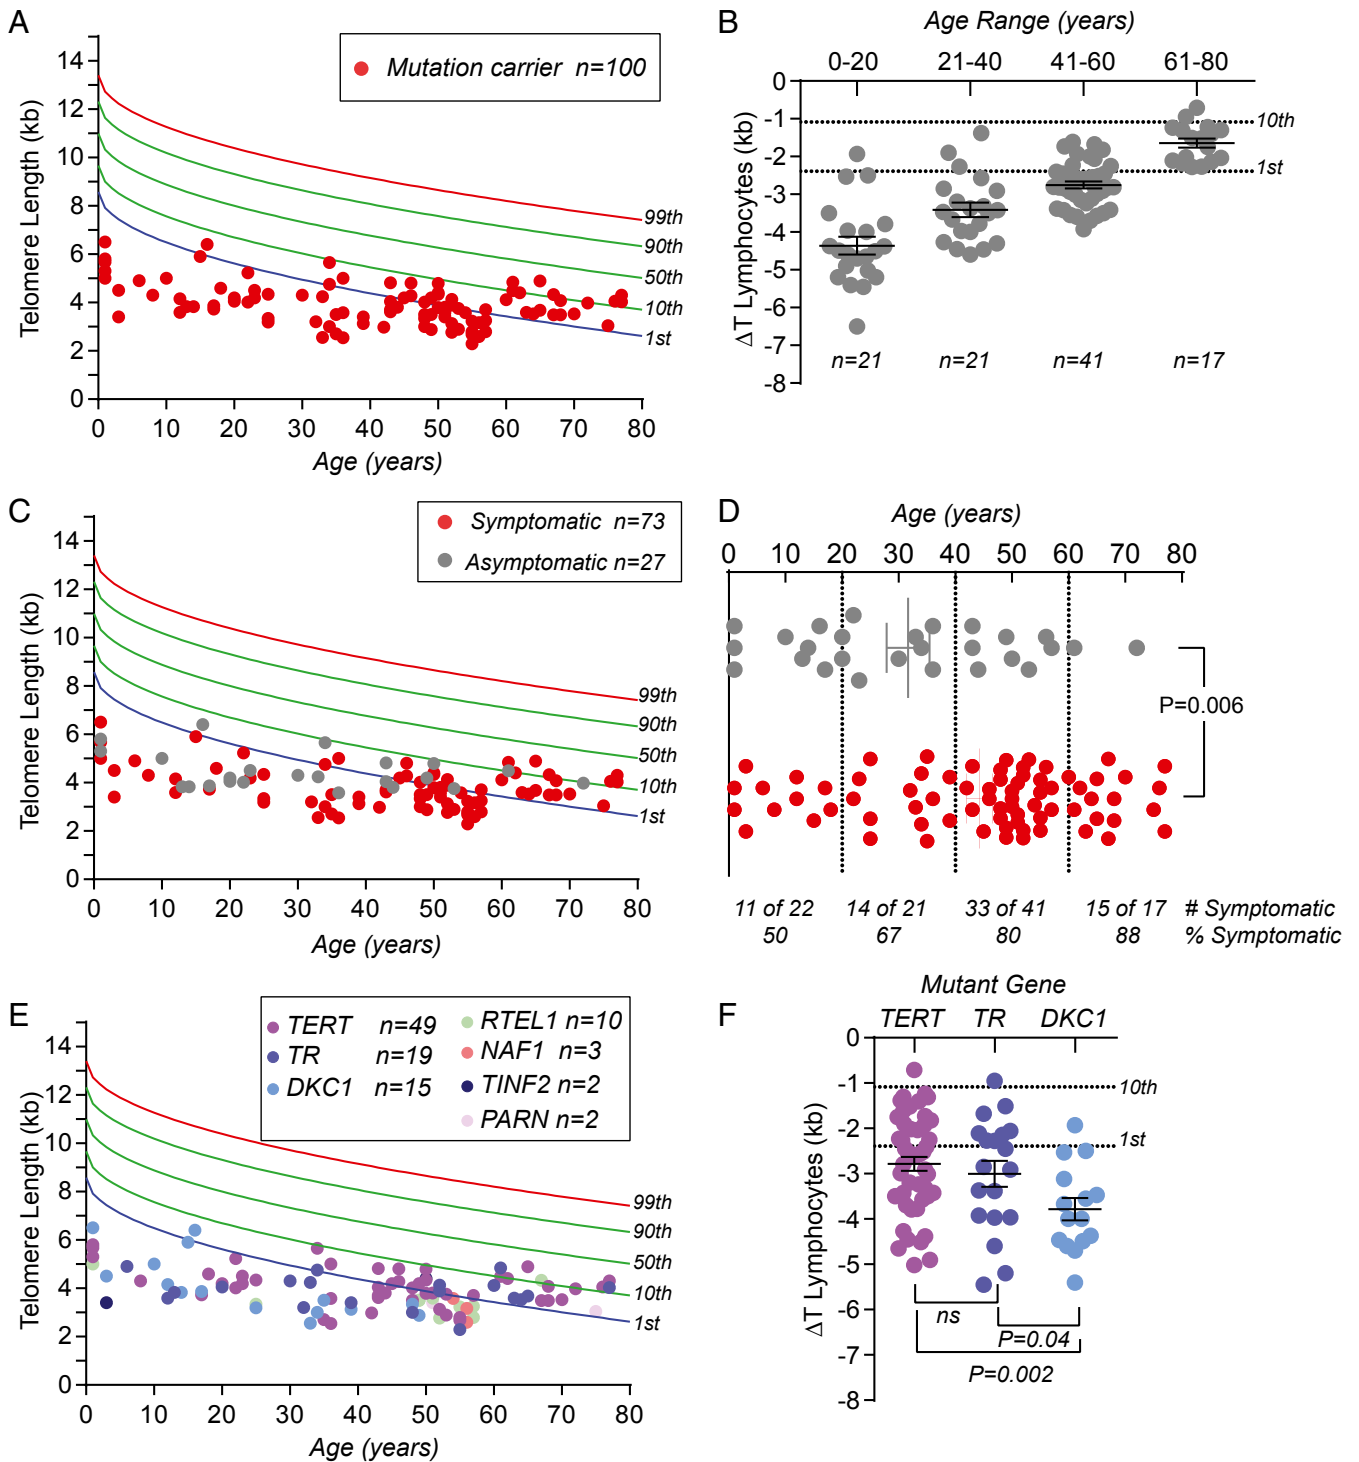 A
Mutation carrier n=100
Telomere Length (kb)
14
12
10
8
6
4
2
0
99th
90th
50th
10th
1st
0 10 20 30 40 50 60 70 80
Age (years)
B
Age Range (years)
0-20 21-40 41-60 61-80
ΔT Lymphocytes (kb)
0
-1
-2
-3
-4
-5
-6
-7
-8
10th
1st
n=21 n=21 n=41 n=17
C
Symptomatic n=73
Asymptomatic n=27
Telomere Length (kb)
14
12
10
8
6
4
2
0
99th
90th
50th
10th
1st
0 10 20 30 40 50 60 70 80
Age (years)
D
Age (years)
0 10 20 30 40 50 60 72 80
P=0.006
11 of 22 14 of 21 33 of 41 15 of 17 # Symptomatic
50 67 80 88 % Symptomatic
E
TERT n=49
TR n=19
DKC1 n=15
RTEL1 n=10
NAF1 n=3
TINF2 n=2
PARN n=2
Telomere Length (kb)
14
12
10
8
6
4
2
0
99th
90th
50th
10th
1st
0 10 20 30 40 50 60 70 80
Age (years)
F
Mutant Gene
TERT TR DKC1
ΔT Lymphocytes (kb)
0
-1
-2
-3
-4
-5
-6
-7
-8
10th
1st
ns
P=0.04
P=0.002